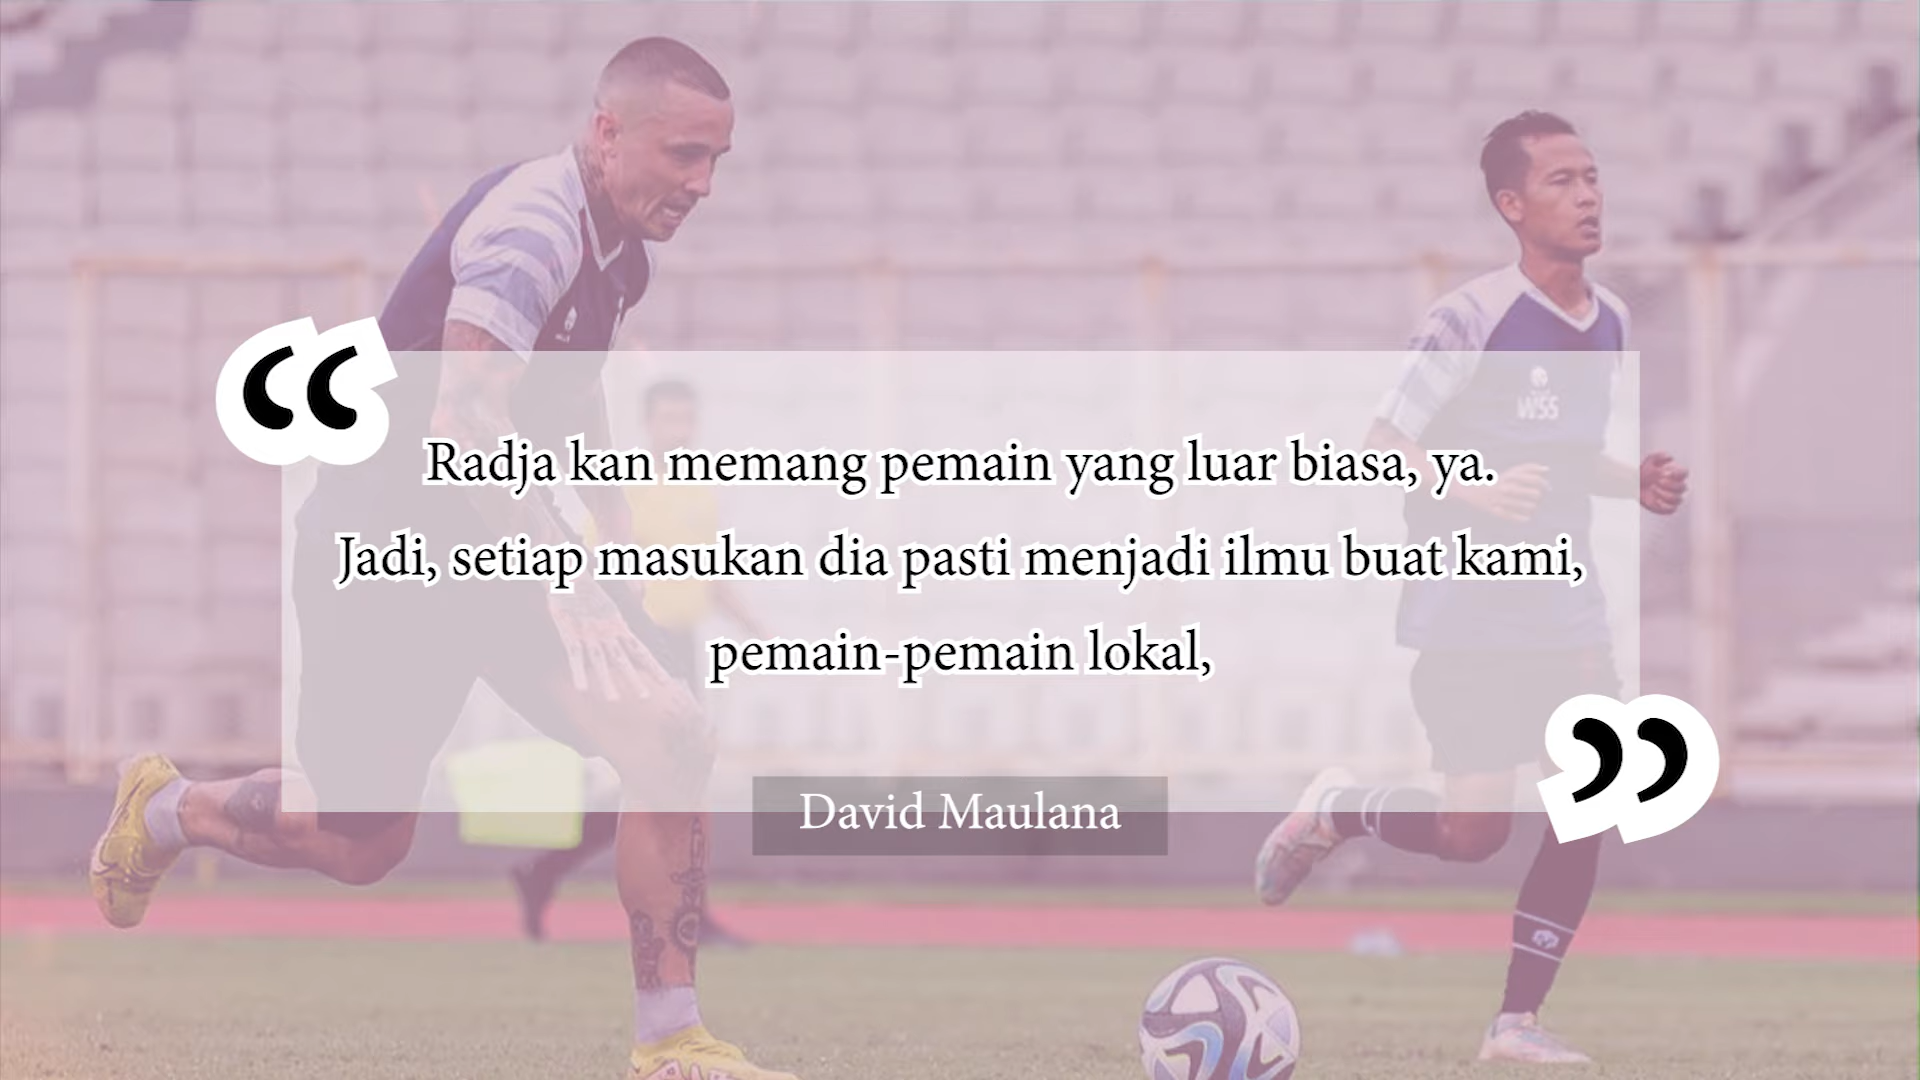 “
Radja kan memang pemain yang luar biasa, ya.
Jadi, setiap masukan dia pasti menjadi ilmu buat kami,
pemain-pemain lokal,
”
David Maulana
WSS